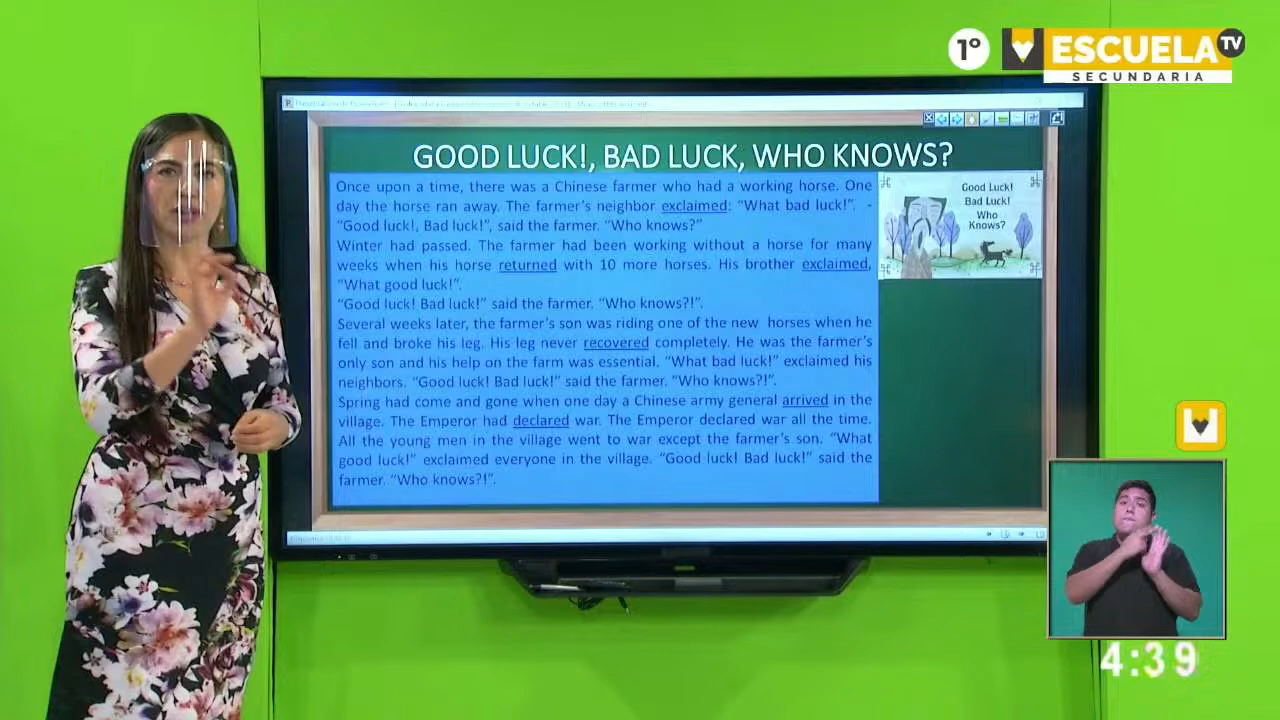 1º
ESCUELA
TV
SECUNDARIA
GOOD LUCK!, BAD LUCK, WHO KNOWS?
Once upon a time, there was a Chinese farmer who had a working horse. One
day the horse ran away. The farmer's neighbor exclaimed: "What bad luck!". -
"Good luck!, Bad luck!", said the farmer. "Who knows?"
Winter had passed. The farmer had been working without a horse for many
weeks when his horse returned with 10 more horses. His brother exclaimed,
"What good luck!".
"Good luck! Bad luck!" said the farmer. "Who knows?!".
Several weeks later, the farmer's son was riding one of the new horses when he
fell and broke his leg. His leg never recovered completely. He was the farmer's
only son and his help on the farm was essential. "What bad luck!" exclaimed his
neighbors. "Good luck! Bad luck!" said the farmer. "Who knows?!".
Spring had come and gone when one day a Chinese army general arrived in the
village. The Emperor had declared war. The Emperor declared war all the time.
All the young men in the village went to war except the farmer's son. "What
good luck!" exclaimed everyone in the village. "Good luck! Bad luck!" said the
farmer. "Who knows?!".
Good Luck!
Bad Luck!
Who
Knows?
4:39